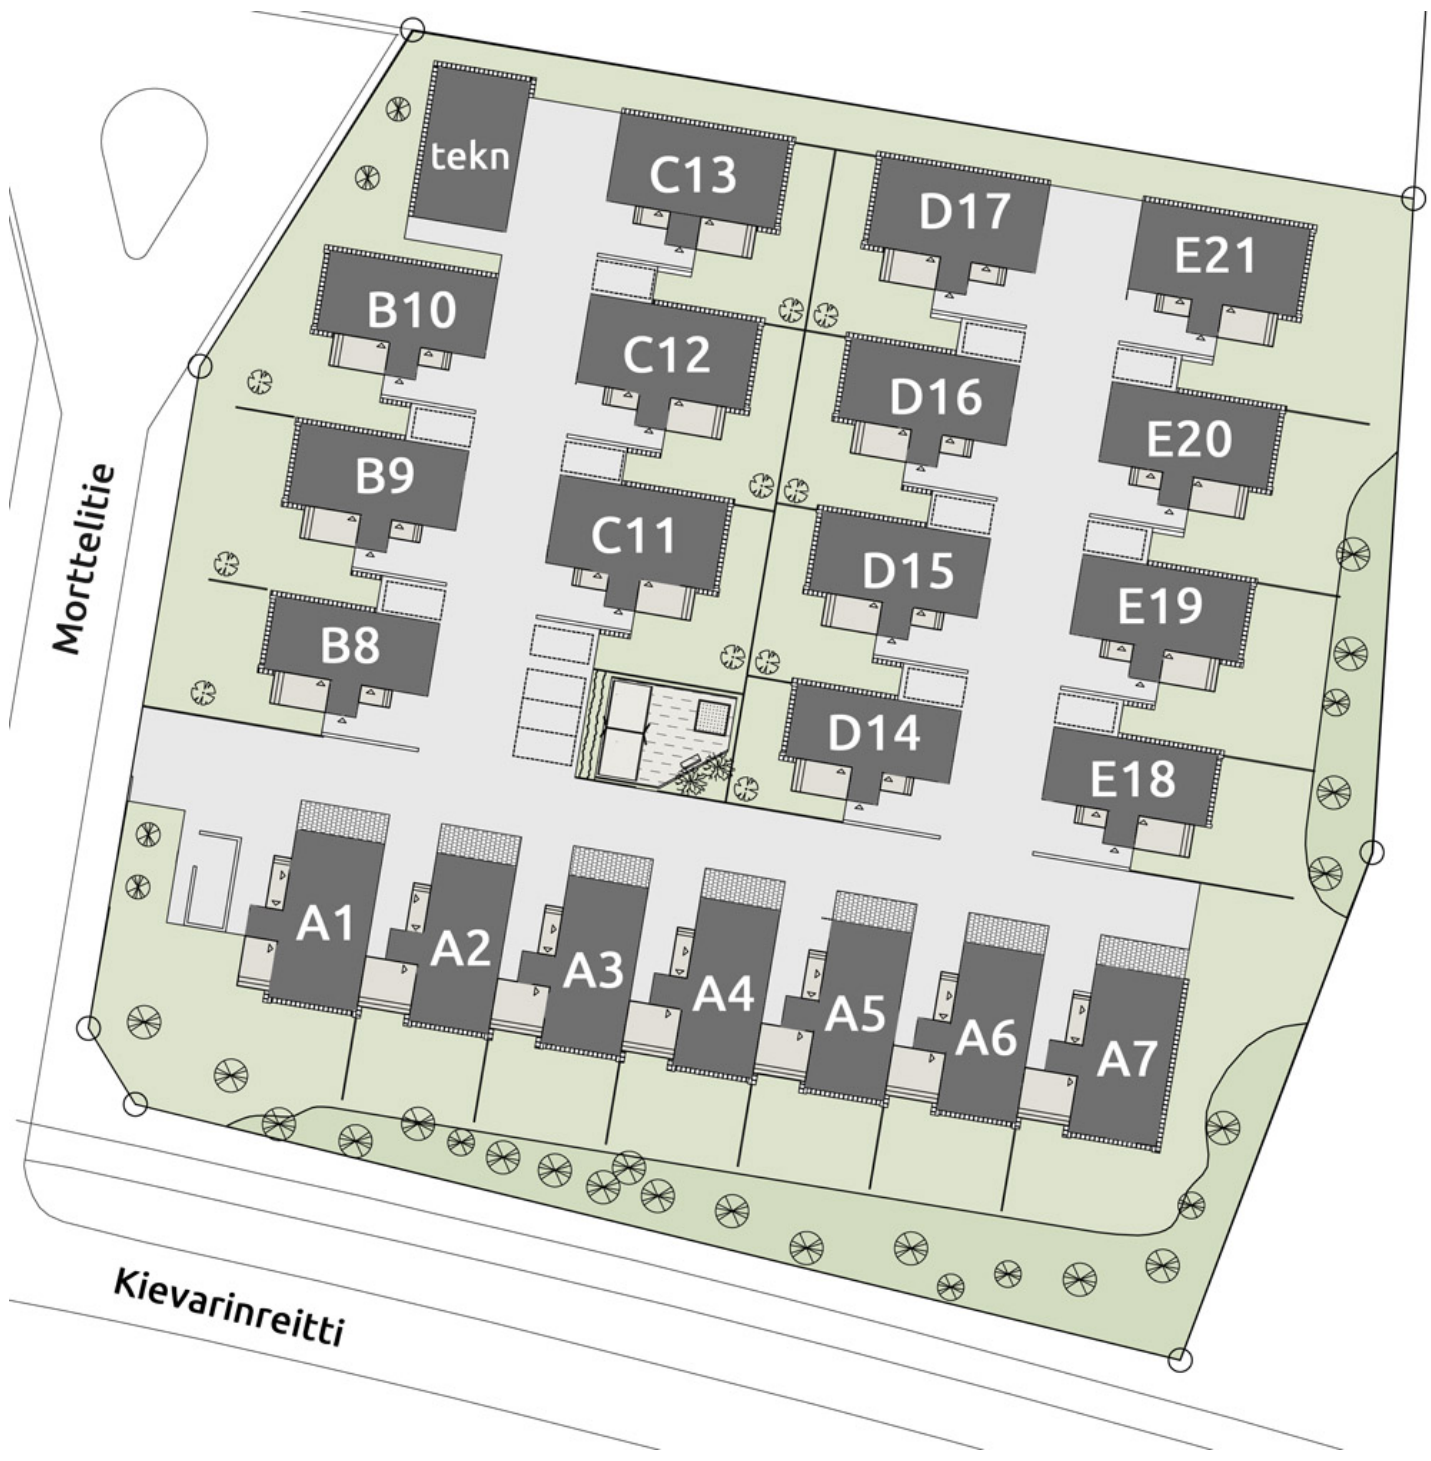 tekn
C13
D17
E21
B10
C12
D16
E20
B9
C11
D15
E19
B8
D14
E18
A1
A2
A3
A4
A5
A6
A7
Morttelitie
Kievarinreitti